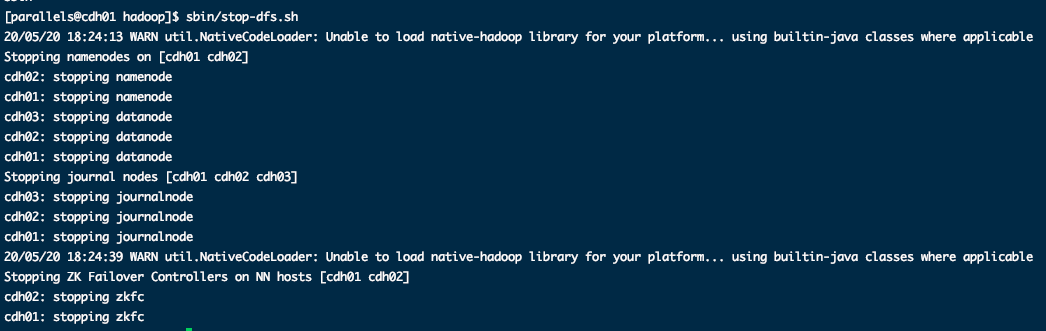 [parallels@cdh01 hadoop]$ sbin/stop-dfs.sh
20/05/20 18:24:13 WARN util.NativeCodeLoader: Unable to load native-hadoop library for your platform... using builtin-java classes where applicable
Stopping namenodes on [cdh01 cdh02]
cdh02: stopping namenode
cdh01: stopping namenode
cdh03: stopping datanode
cdh02: stopping datanode
cdh01: stopping datanode
Stopping journal nodes [cdh01 cdh02 cdh03]
cdh03: stopping journalnode
cdh02: stopping journalnode
cdh01: stopping journalnode
20/05/20 18:24:39 WARN util.NativeCodeLoader: Unable to load native-hadoop library for your platform... using builtin-java classes where applicable
Stopping ZK Failover Controllers on NN hosts [cdh01 cdh02]
cdh02: stopping zkfc
cdh01: stopping zkfc